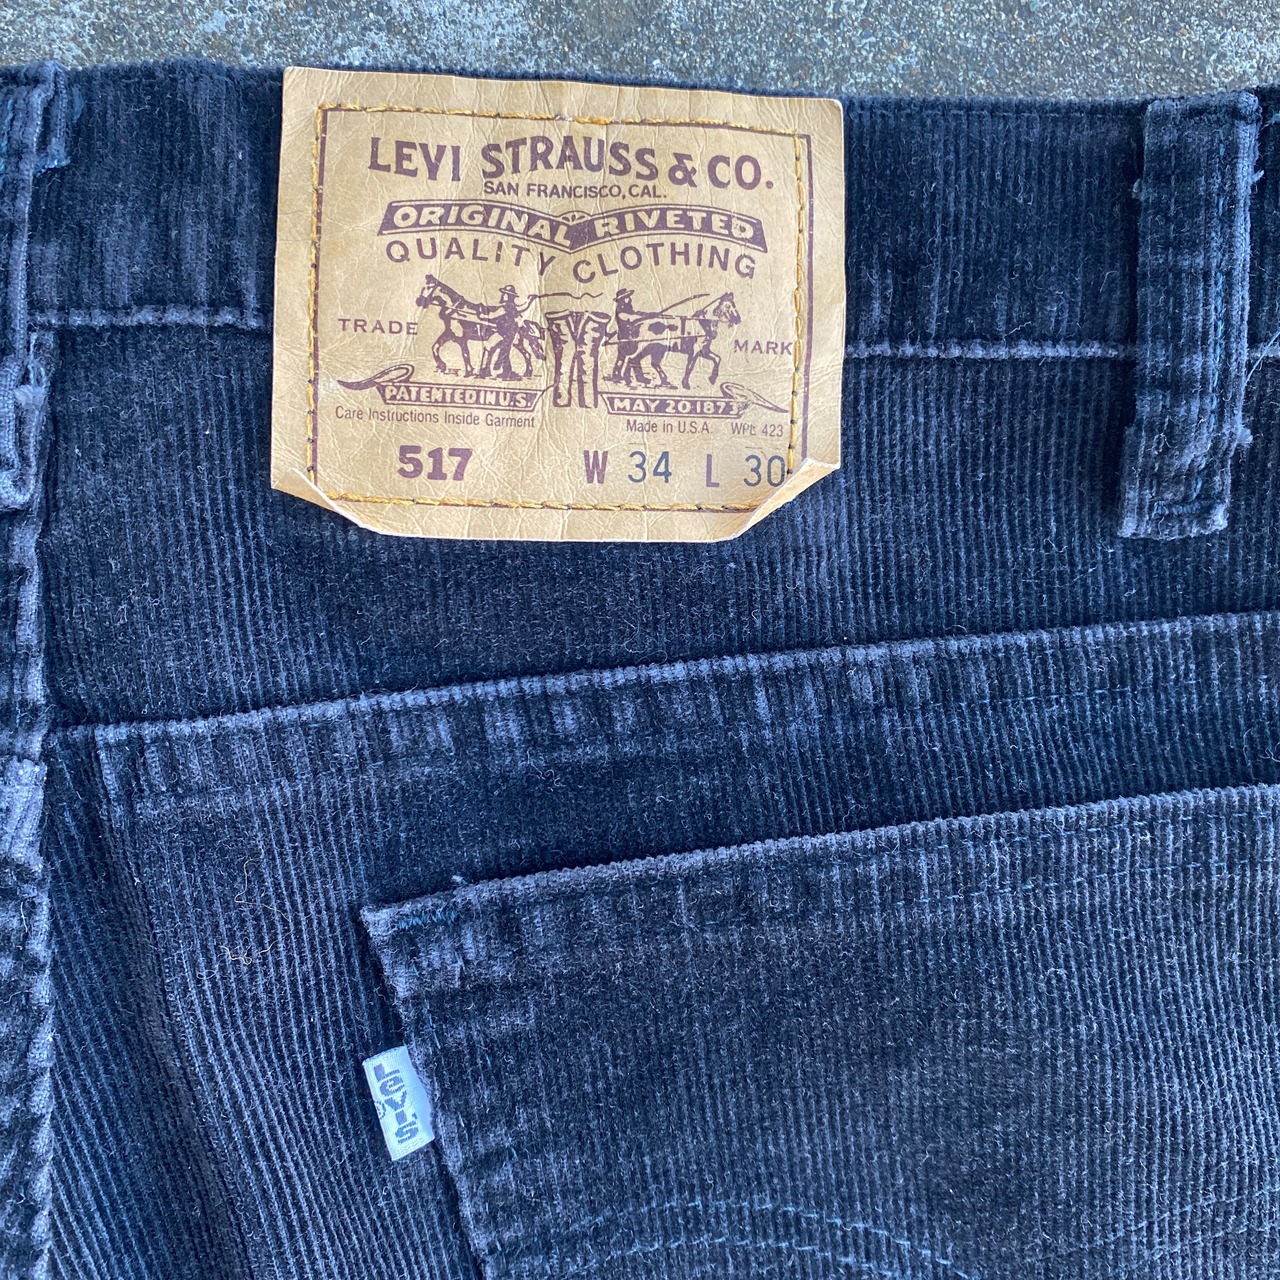 LEVI STRAUSS & CO.
SAN FRANCISCO, CAL.
ORIGINAL RIVETED
QUALITY CLOTHING
TRADE MARK
PATENTED IN U.S. MAY 20 1873
Care Instructions Inside Garment Made in U.S.A. WPL 423
517 W 34 L 30
Levi's